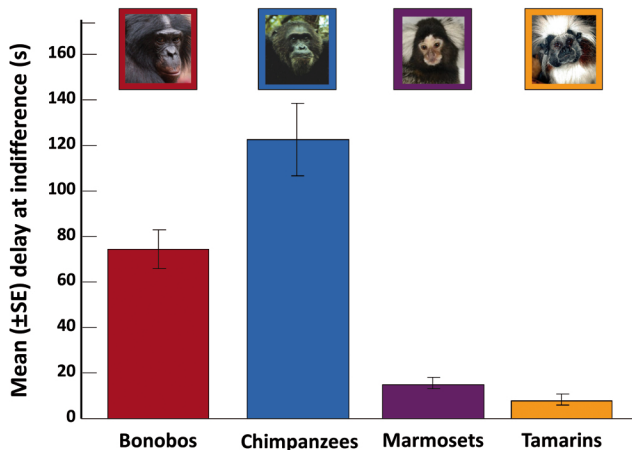 Mean (±SE) delay at indifference (s)
160
140
120
100
80
60
40
20
0
Bonobos
Chimpanzees
Marmosets
Tamarins